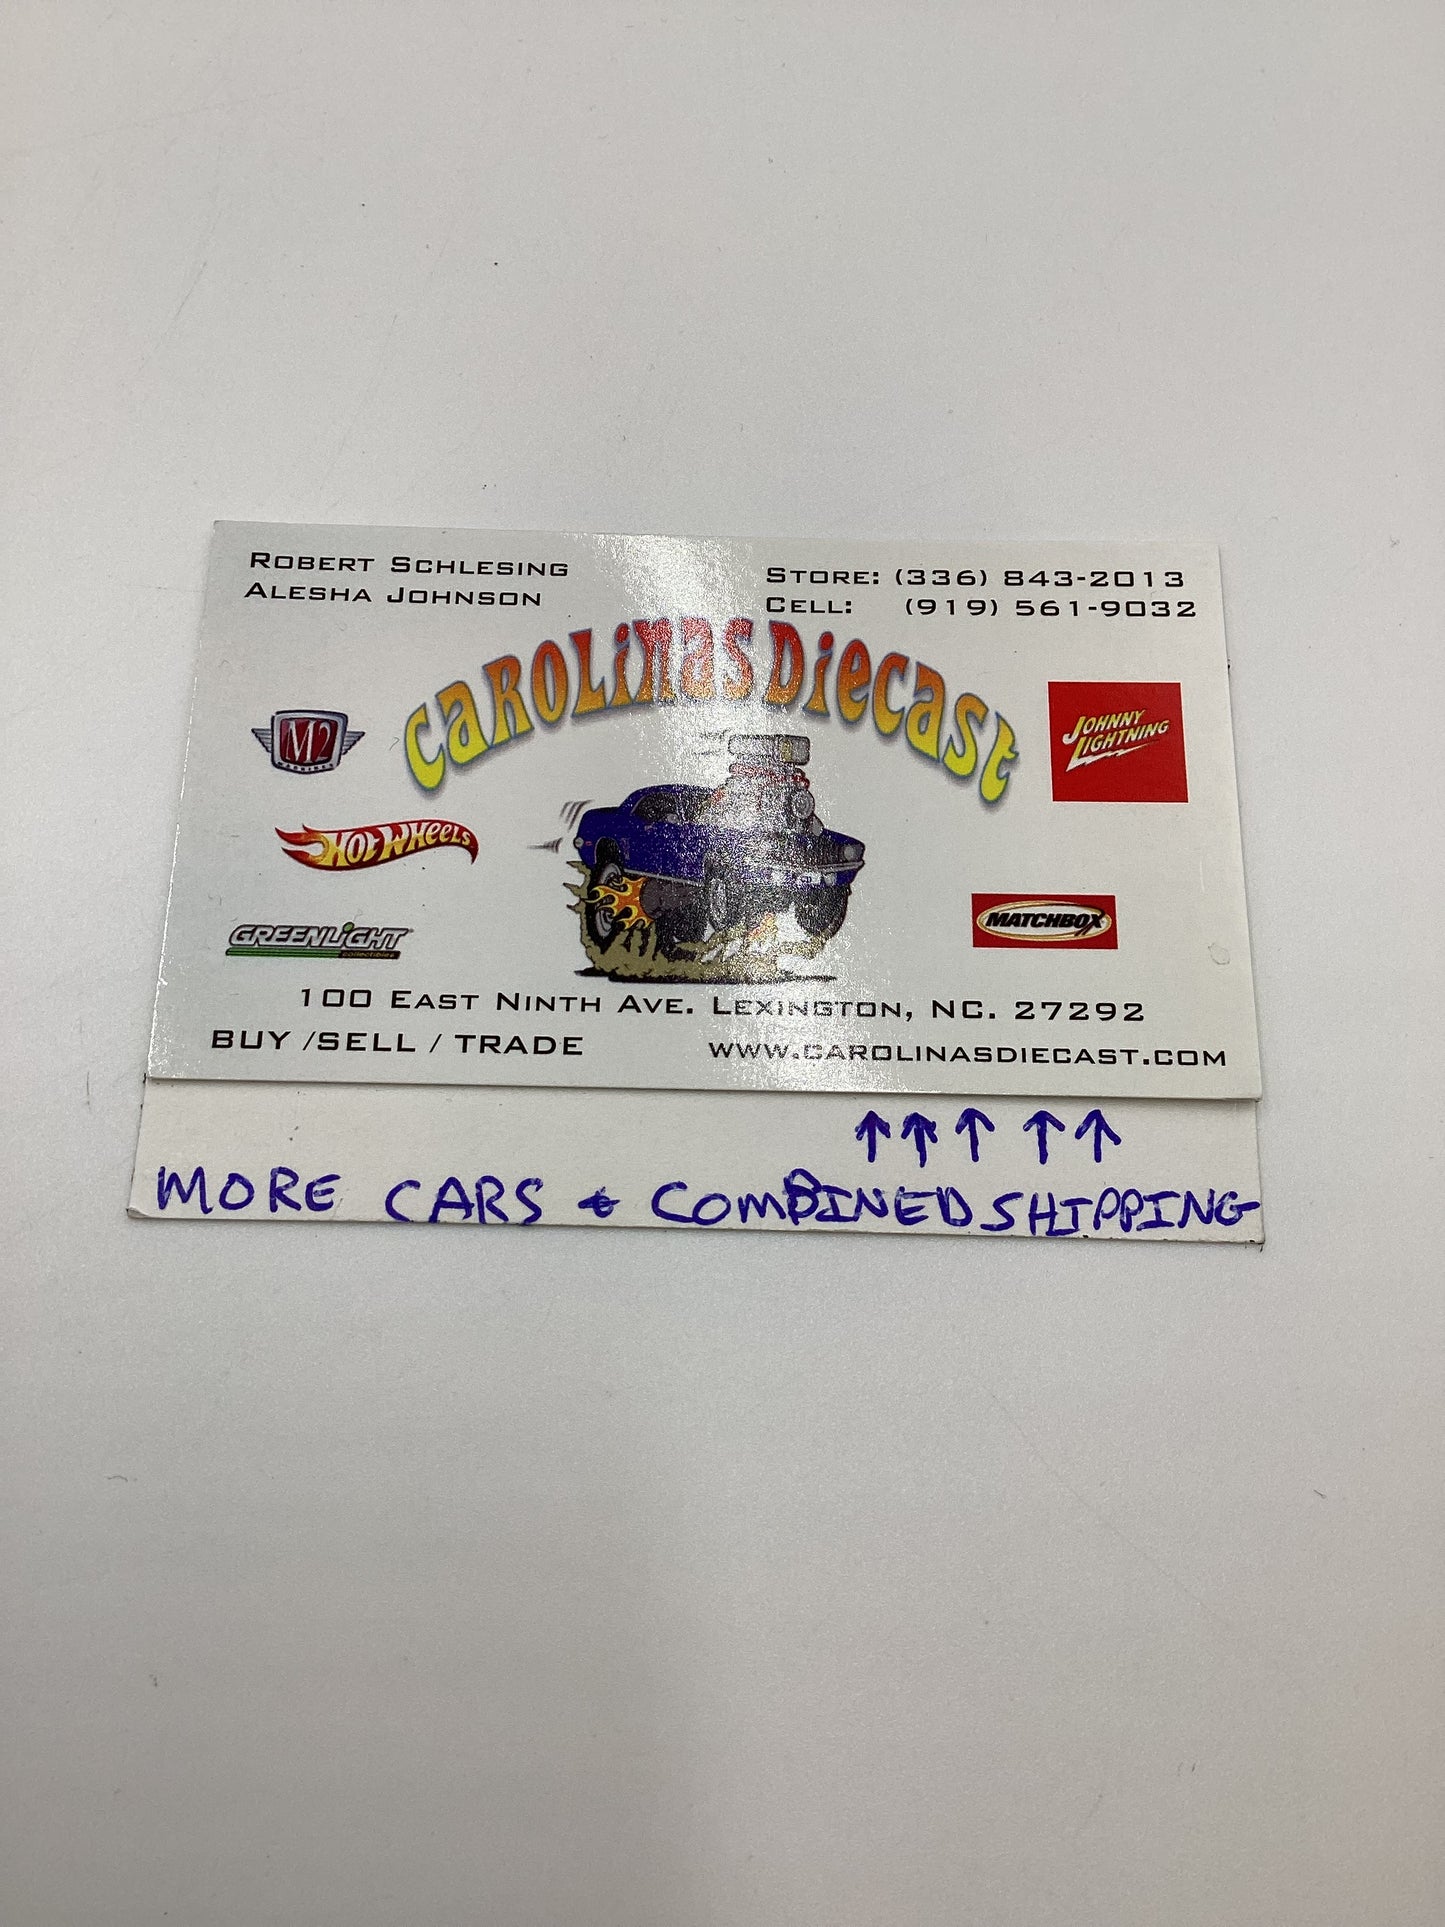 ROBERT SCHLESING
ALESHA JOHNSON
STORE: (336) 843-2013
CELL: (919) 561-9032
CAROLINAS DIECAST
M2
MACHINES
JOHNNY
LIGHTNING
HOT WHEELS
MATCHBOX
GREENLIGHT
collectibles
100 EAST NINTH AVE. LEXINGTON, NC. 27292
BUY /SELL / TRADE
WWW.CAROLINASDIECAST.COM
↑ ↑ ↑ ↑ ↑
MORE CARS & COMBINED SHIPPING